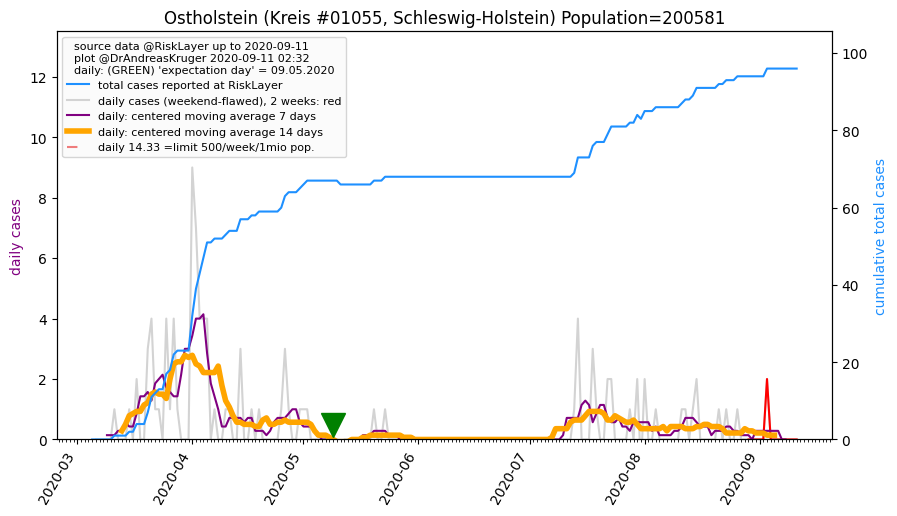 Ostholstein (Kreis #01055, Schleswig-Holstein) Population=200581
source data @RiskLayer up to 2020-09-11
plot @DrAndreasKruger 2020-09-11 02:32
daily: (GREEN) 'expectation day' = 09.05.2020
total cases reported at RiskLayer
daily cases (weekend-flawed), 2 weeks: red
daily: centered moving average 7 days
daily: centered moving average 14 days
daily 14.33 =limit 500/week/1mio pop.
daily cases
0
2
4
6
8
10
12
cumulative total cases
0
20
40
60
80
100
2020-03
2020-04
2020-05
2020-06
2020-07
2020-08
2020-09